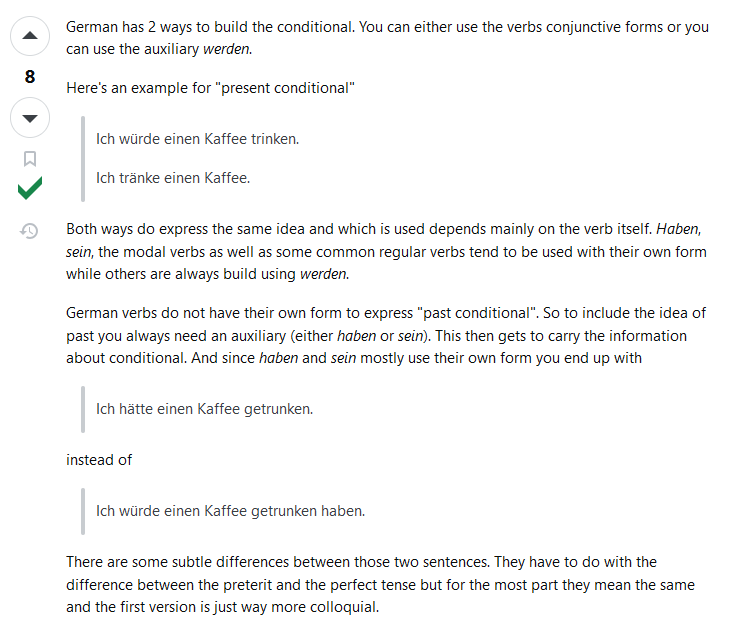 German has 2 ways to build the conditional. You can either use the verbs conjunctive forms or you
can use the auxiliary werden.
8
Here's an example for "present conditional"
Ich würde einen Kaffee trinken.
Ich tränke einen Kaffee.
Both ways do express the same idea and which is used depends mainly on the verb itself. Haben,
sein, the modal verbs as well as some common regular verbs tend to be used with their own form
while others are always build using werden.
German verbs do not have their own form to express "past conditional". So to include the idea of
past you always need an auxiliary (either haben or sein). This then gets to carry the information
about conditional. And since haben and sein mostly use their own form you end up with
Ich hätte einen Kaffee getrunken.
instead of
Ich würde einen Kaffee getrunken haben.
There are some subtle differences between those two sentences. They have to do with the
difference between the preterit and the perfect tense but for the most part they mean the same
and the first version is just way more colloquial.